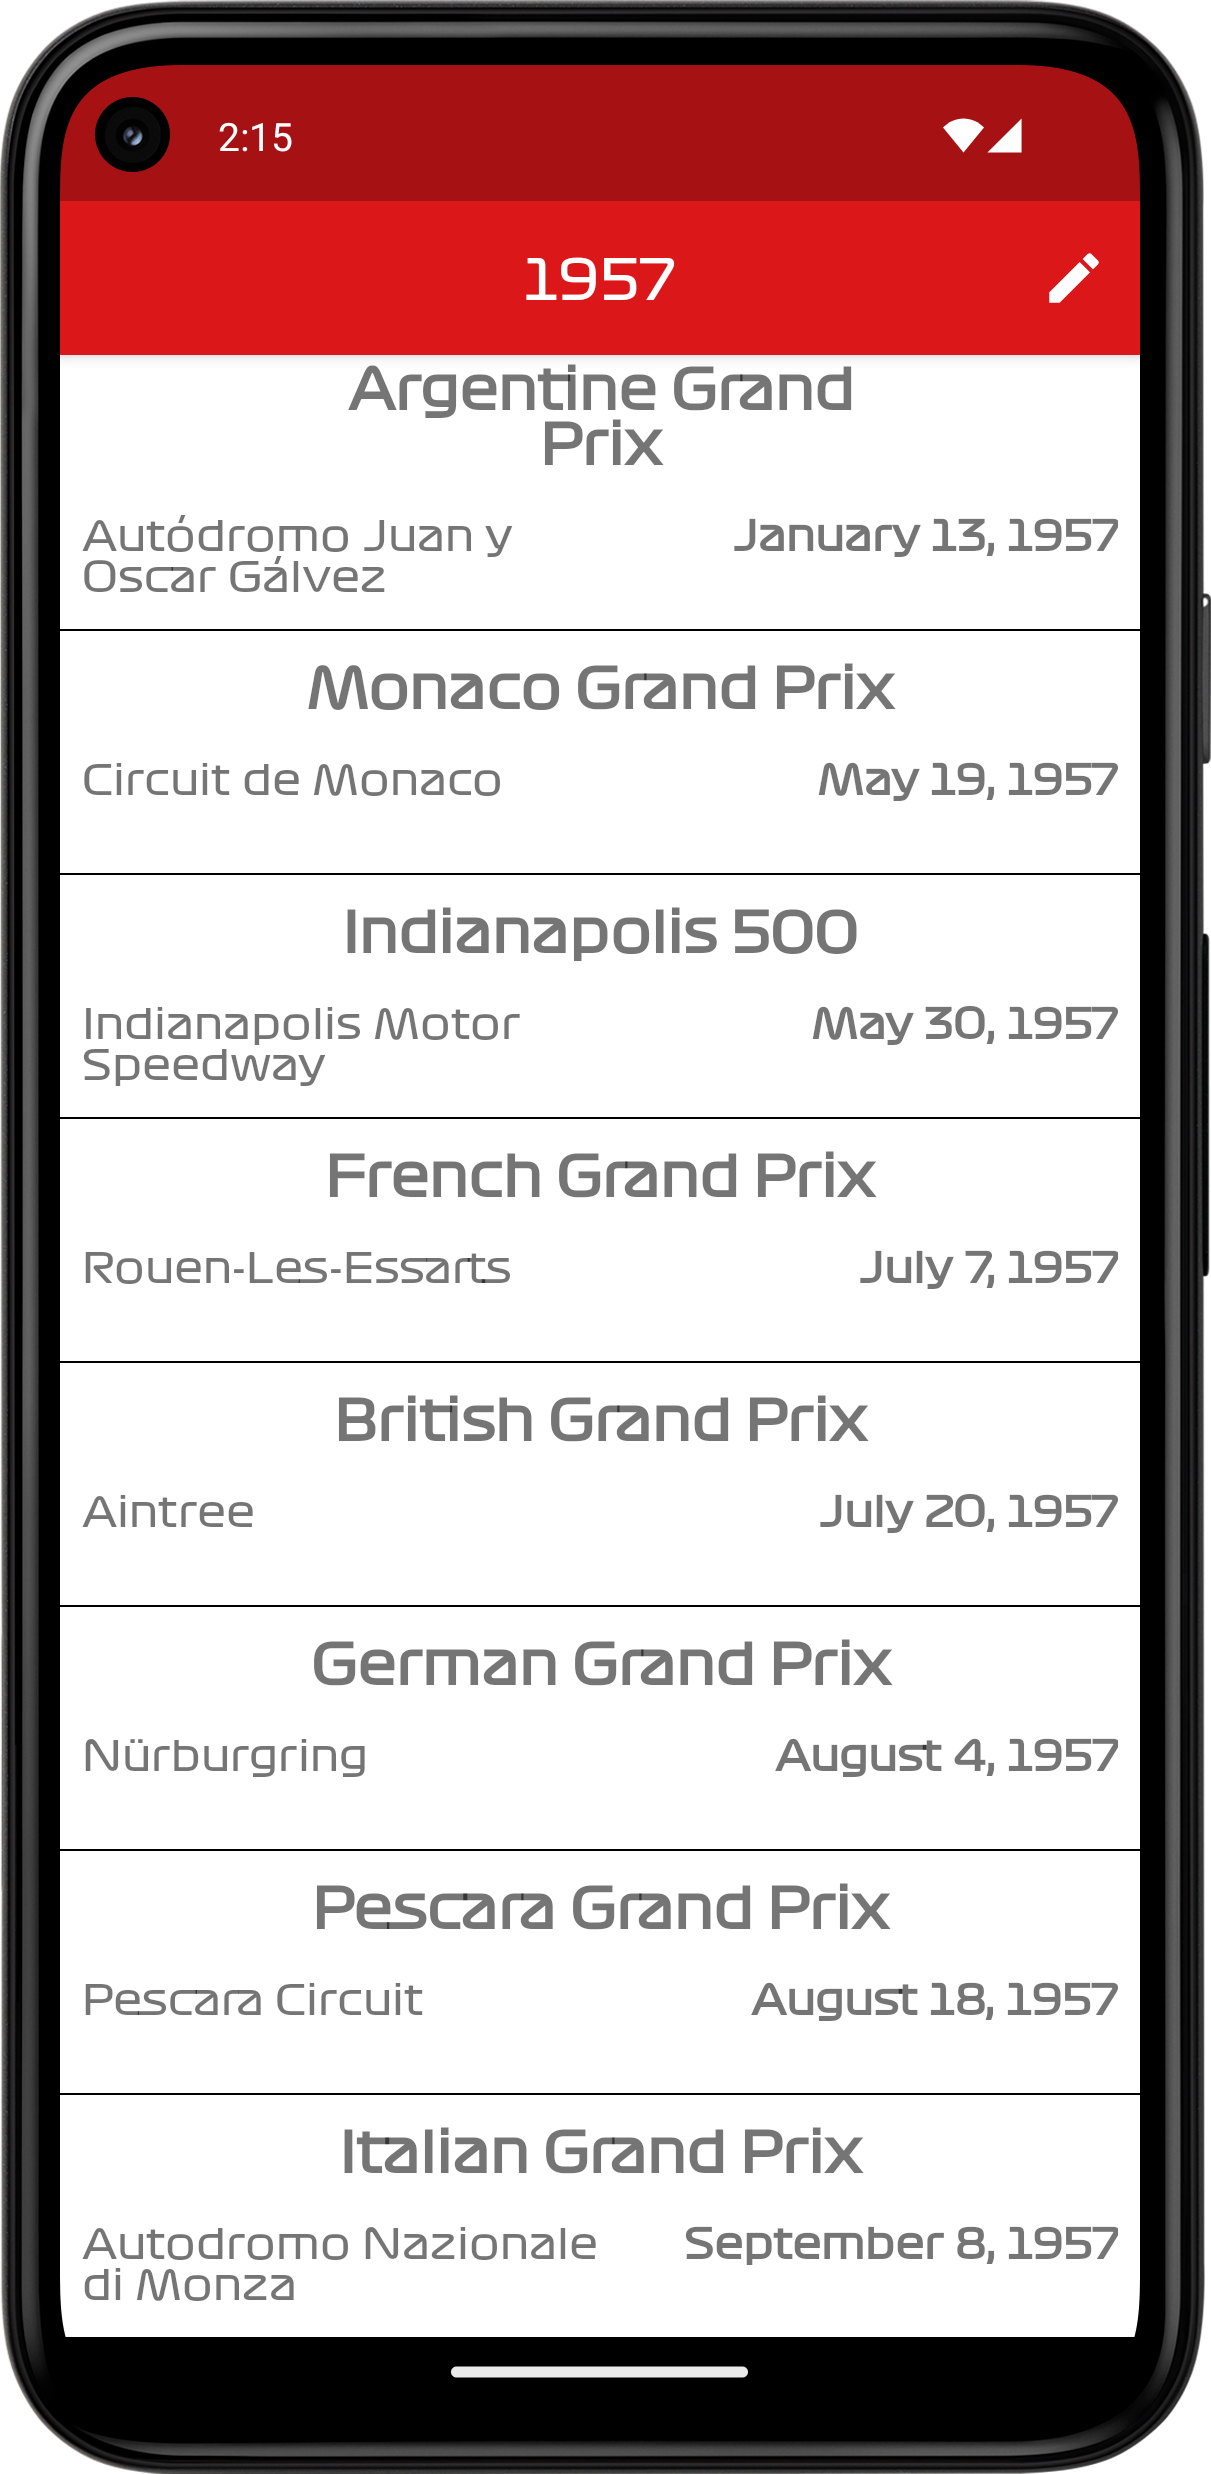 2:15
1957
Argentine Grand
Prix
Autódromo Juan y
Oscar Gálvez
January 13, 1957
Monaco Grand Prix
Circuit de Monaco
May 19, 1957
Indianapolis 500
Indianapolis Motor
Speedway
May 30, 1957
French Grand Prix
Rouen-Les-Essarts
July 7, 1957
British Grand Prix
Aintree
July 20, 1957
German Grand Prix
Nürburgring
August 4, 1957
Pescara Grand Prix
Pescara Circuit
August 18, 1957
Italian Grand Prix
Autodromo Nazionale
di Monza
September 8, 1957